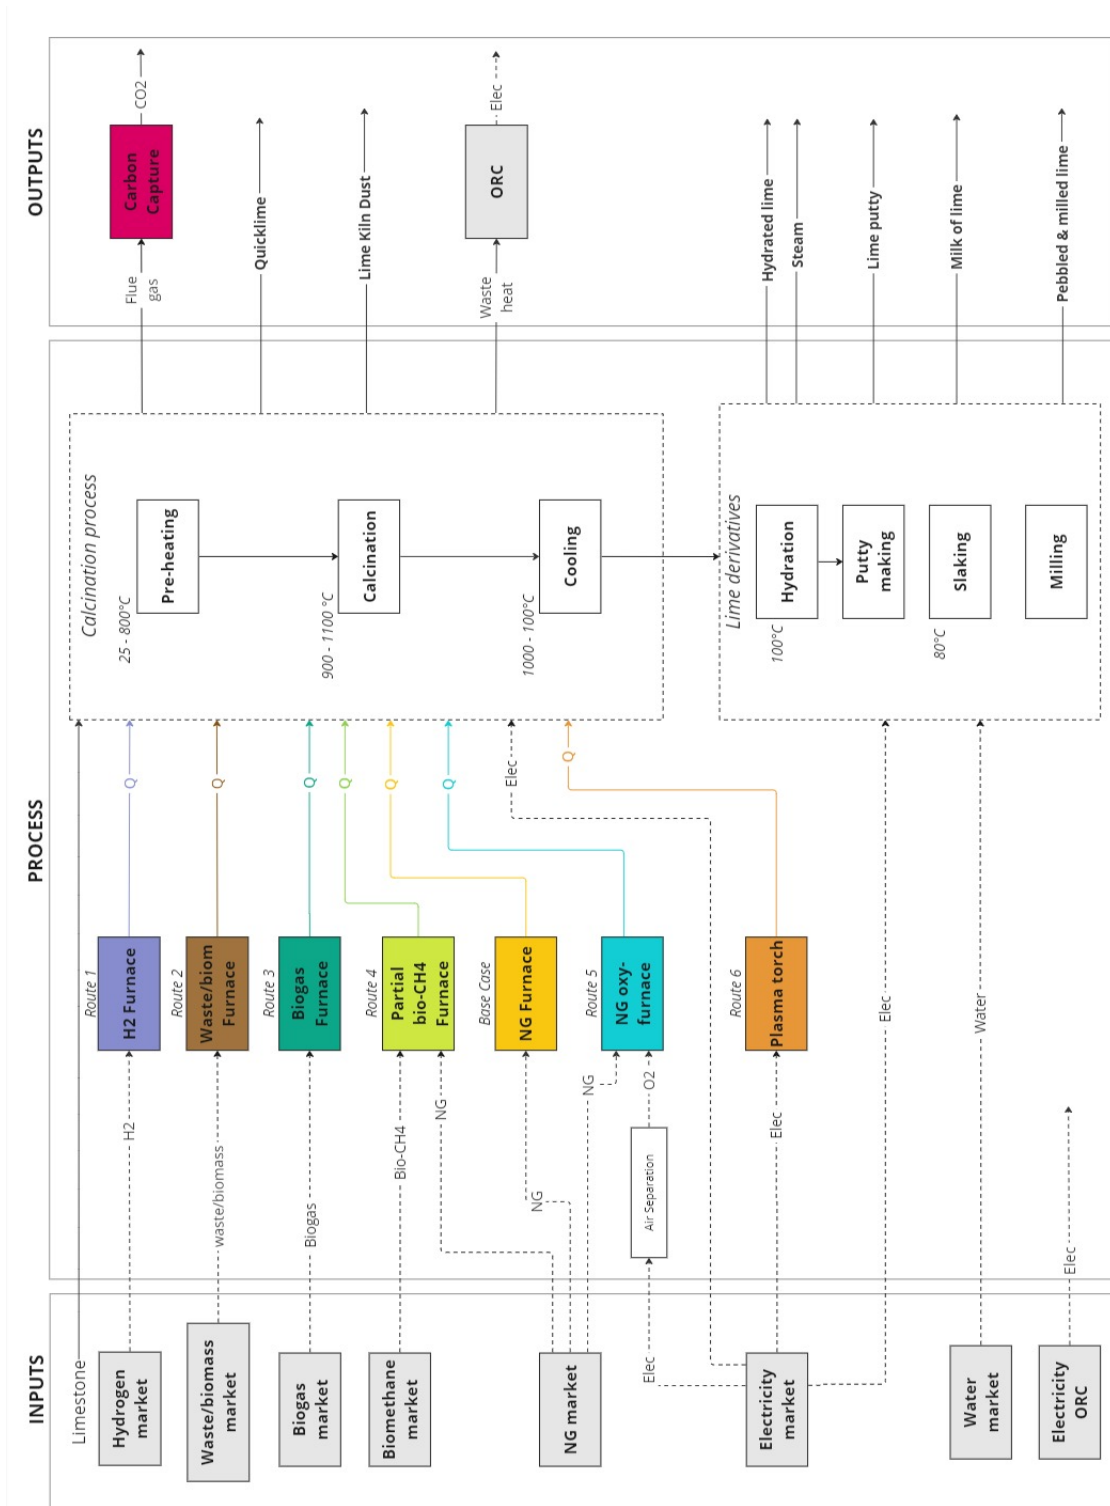 INPUTS
PROCESS
OUTPUTS
Limestone
Hydrogen
market
Waste/biomass
market
Biogas
market
Biomethane
market
NG market
Electricity
market
Water
market
Electricity
ORC
H2
waste/biomass
Biogas
Bio-CH4
NG
NG
NG
Elec
Air Separation
O2
Elec
Elec
Water
Elec
Route 1
H2 Furnace
Route 2
Waste/biom
Furnace
Route 3
Biogas
Furnace
Route 4
Partial
bio-CH4
Furnace
Base Case
NG Furnace
Route 5
NG oxy-
furnace
Route 6
Plasma torch
Q
Q
Q
Q
Q
Q
Elec
Q
Calcination process
25 - 800°C
Pre-heating
900 - 1100 °C
Calcination
1000 - 100°C
Cooling
Lime derivatives
100°C
Hydration
Putty
making
80°C
Slaking
Milling
Flue
gas
Carbon
Capture
CO2
Quicklime
Lime Kiln Dust
Waste
heat
ORC
Elec
Hydrated lime
Steam
Lime putty
Milk of lime
Pebbled & milled lime